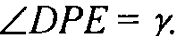 ∠DPE = γ.